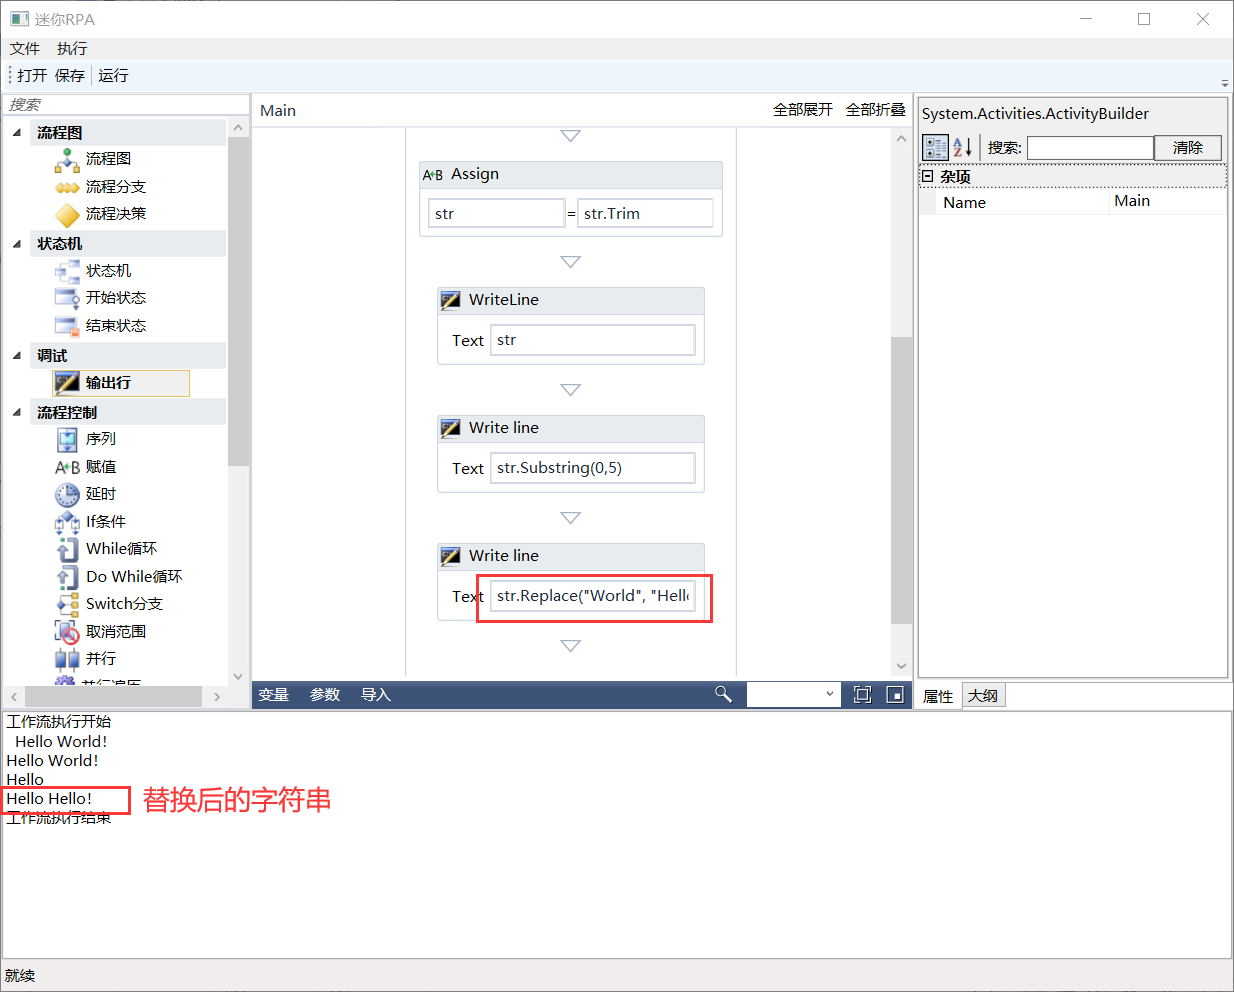 迷你RPA
文件 执行
打开 保存 运行
搜索
流程图
流程图
流程分支
流程决策
状态机
状态机
开始状态
结束状态
调试
输出行
流程控制
序列
A+B 赋值
延时
If条件
While循环
Do While循环
Switch分支
取消范围
并行
并行遍历
Main 全部展开 全部折叠
A+B Assign
str = str.Trim
WriteLine
Text str
Write line
Text str.Substring(0,5)
Write line
Text str.Replace("World", "Hello
变量 参数 导入
System.Activities.ActivityBuilder
AZ 搜索: 清除
杂项
Name Main
属性 大纲
工作流执行开始
Hello World!
Hello World!
Hello
Hello Hello! 替换后的字符串
工作流执行结束
就续